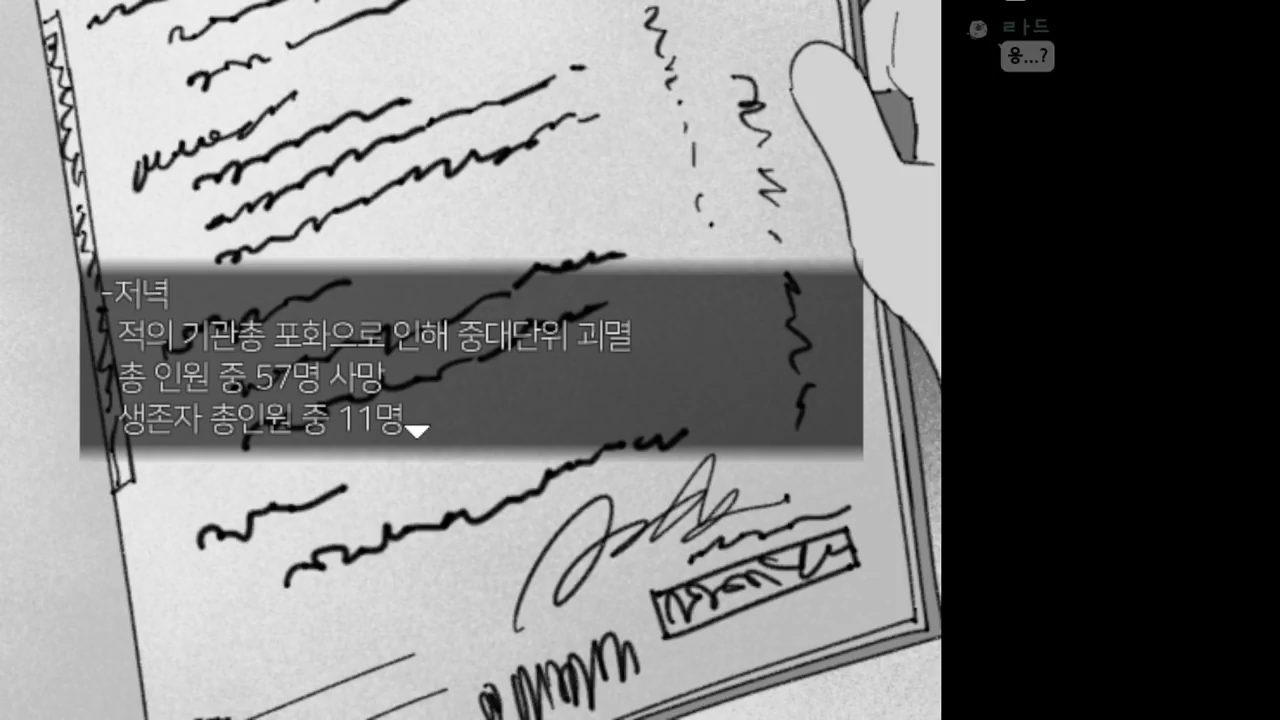 -저녁
적의 기관총 포화으로 인해 중대단위 괴멸
총 인원 중 57명 사망
생존자 총인원 중 11명
ㄹㅏ드
웅...?